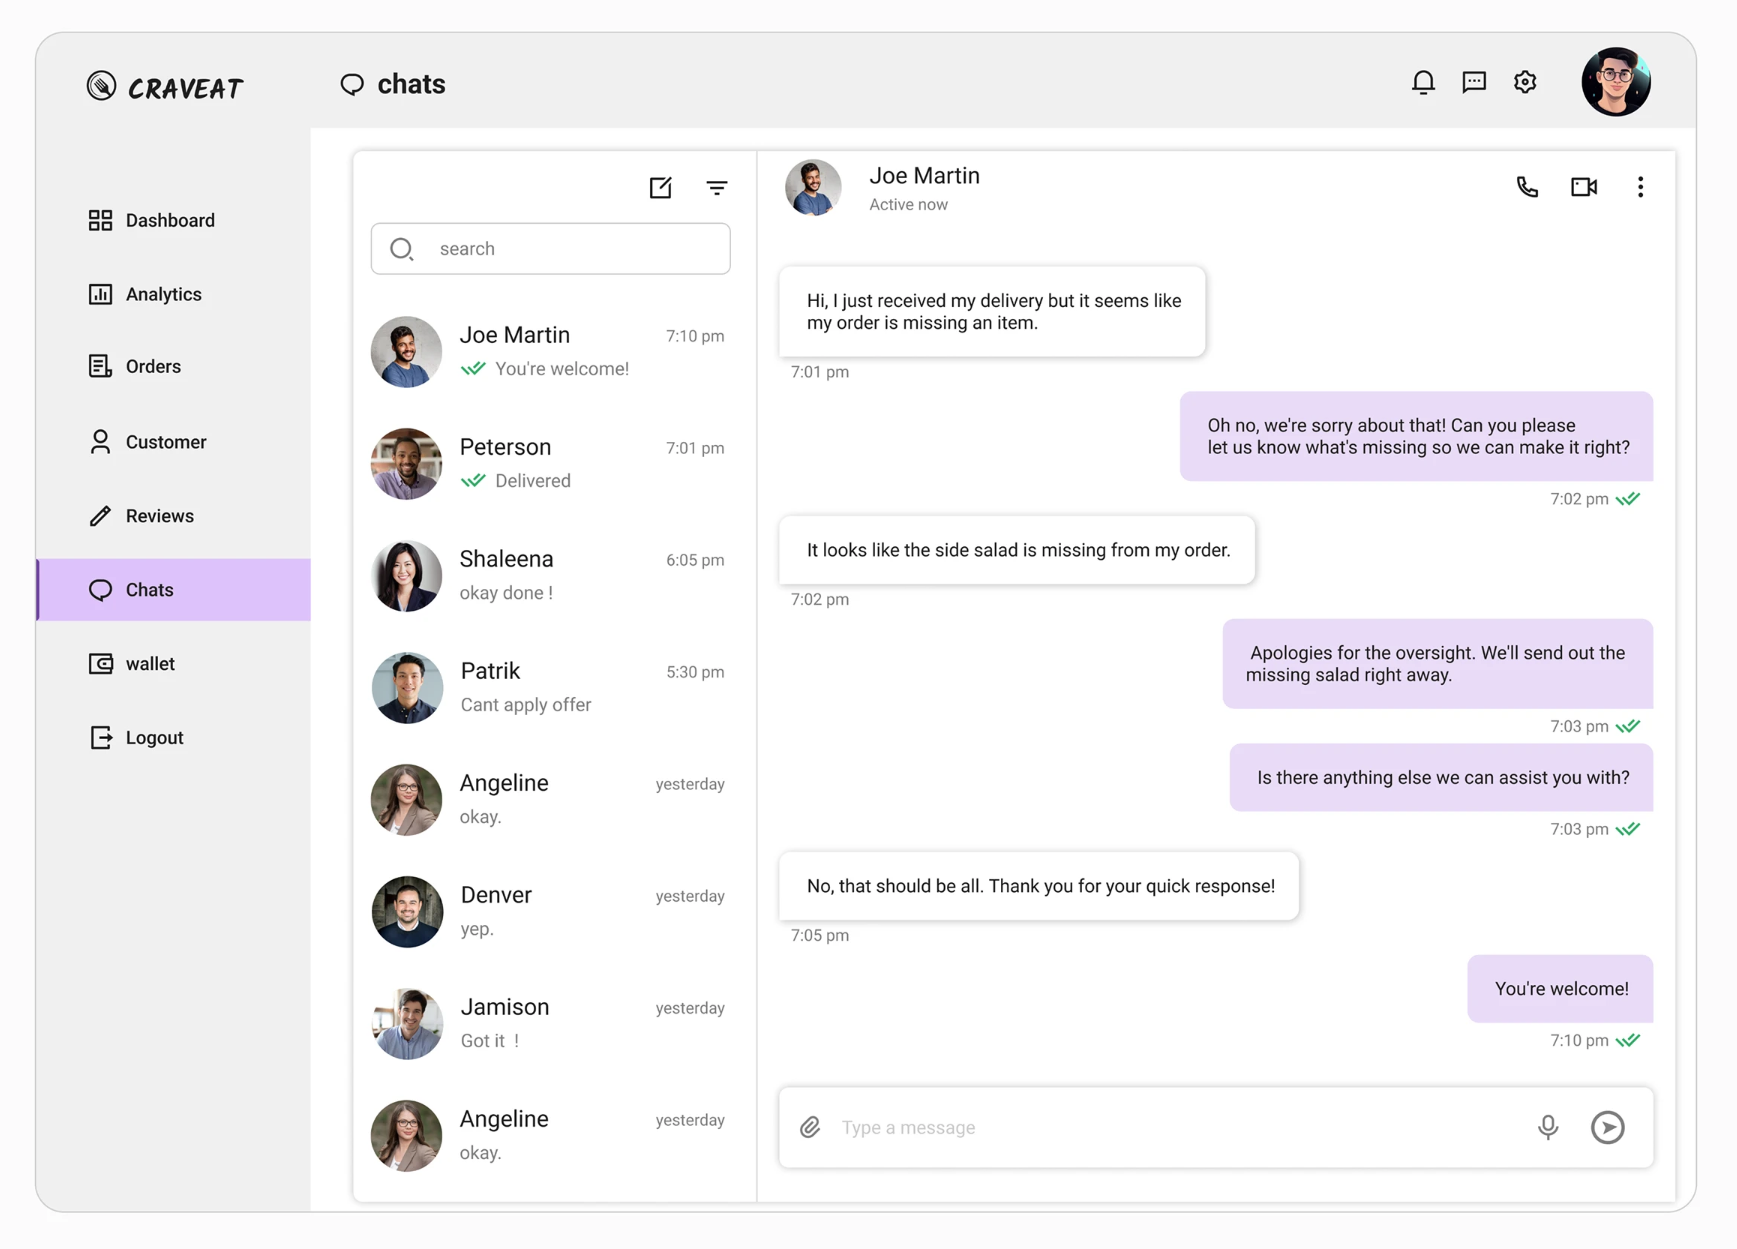 CRAVEAT
chats
Dashboard
Analytics
Orders
Customer
Reviews
Chats
wallet
Logout
search
Joe Martin
7:10 pm
You're welcome!
Peterson
7:01 pm
Delivered
Shaleena
6:05 pm
okay done !
Patrik
5:30 pm
Cant apply offer
Angeline
yesterday
okay.
Denver
yesterday
yep.
Jamison
yesterday
Got it !
Angeline
yesterday
okay.
Joe Martin
Active now
Hi, I just received my delivery but it seems like
my order is missing an item.
7:01 pm
Oh no, we're sorry about that! Can you please
let us know what's missing so we can make it right?
7:02 pm
It looks like the side salad is missing from my order.
7:02 pm
Apologies for the oversight. We'll send out the
missing salad right away.
7:03 pm
Is there anything else we can assist you with?
7:03 pm
No, that should be all. Thank you for your quick response!
7:05 pm
You're welcome!
7:10 pm
Type a message